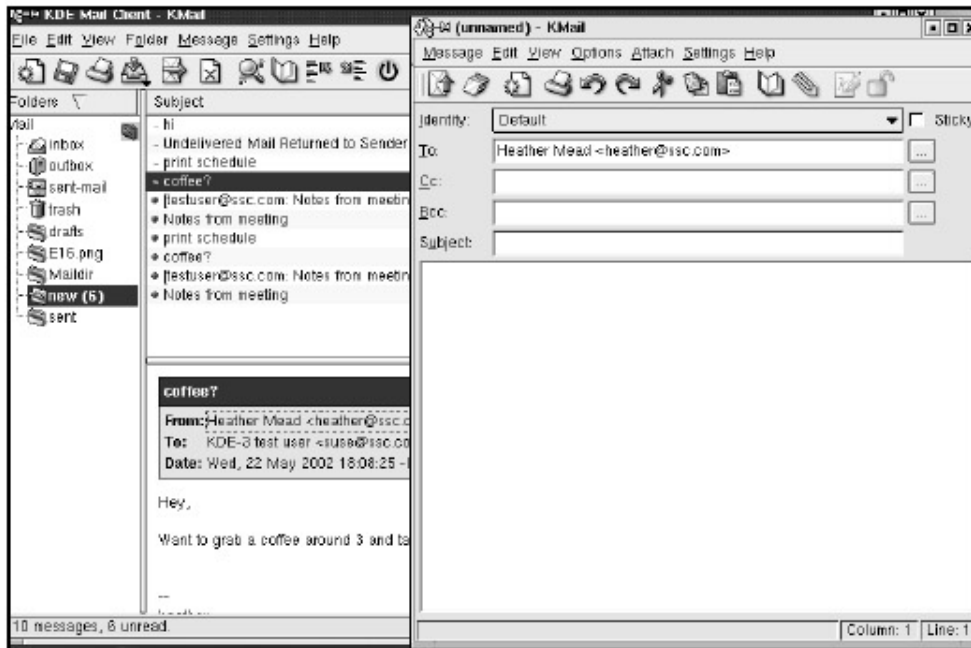 KDE Mail Client - KMail
File Edit View Folder Message Settings Help
Folders
Subject
Mail
inbox
outbox
sent-mail
trash
drafts
E16.png
Maildir
new (6)
sent
- hi
- Undelivered Mail Returned to Sender
- print schedule
- coffee?
• [testuser@ssc.com: Notes from meetin
• Notes from meeting
• print schedule
• coffee?
• [testuser@ssc.com: Notes from meetin
• Notes from meeting
coffee?
From: Heather Mead <heather@ssc.c
To: KDE-3 test user <suse@ssc.co
Date: Wed, 22 May 2002 18:08:25 -
Hey,
Want to grab a coffee around 3 and ta
--
10 messages, 6 unread.
(unnamed) - KMail
Message Edit View Options Attach Settings Help
Identity: Default Sticky
To: Heather Mead <heather@ssc.com> ...
Cc: ...
Bcc: ...
Subject:
Column: 1 Line: 1